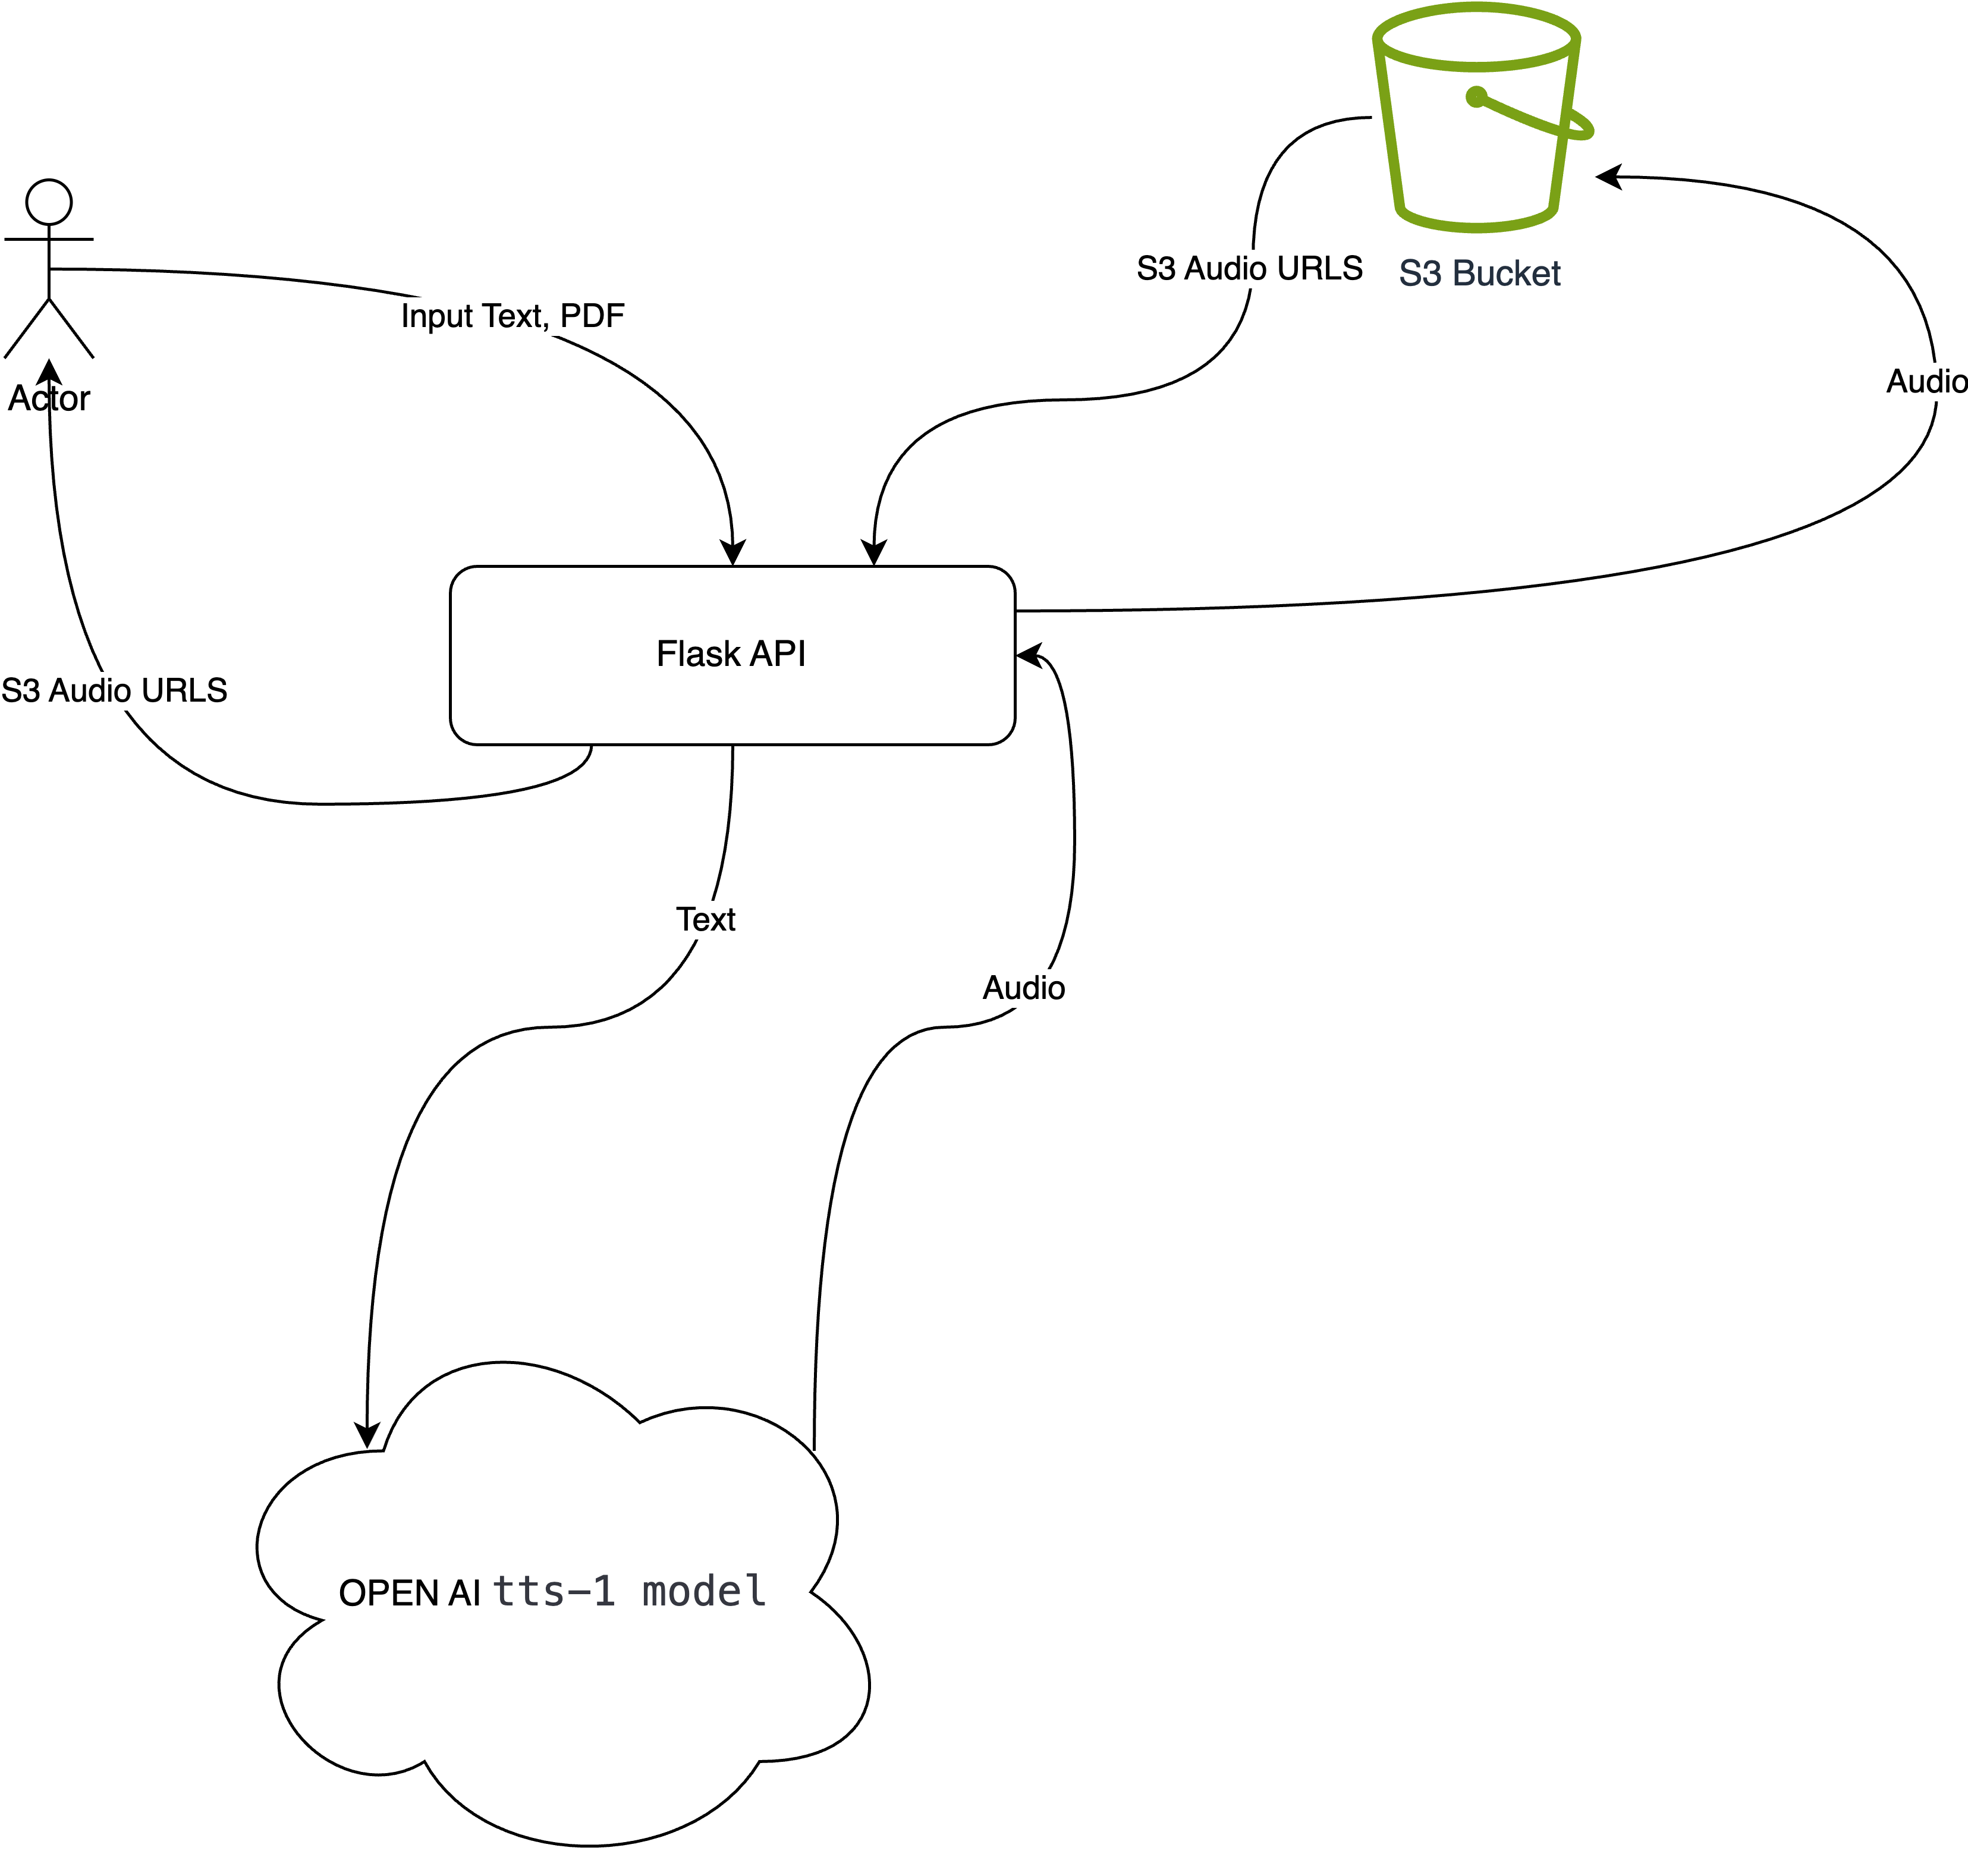 S3 Audio URLS
S3 Bucket
Input Text, PDF
Actor
Audio
Flask API
S3 Audio URLS
Text
Audio
OPEN AI tts-1 model